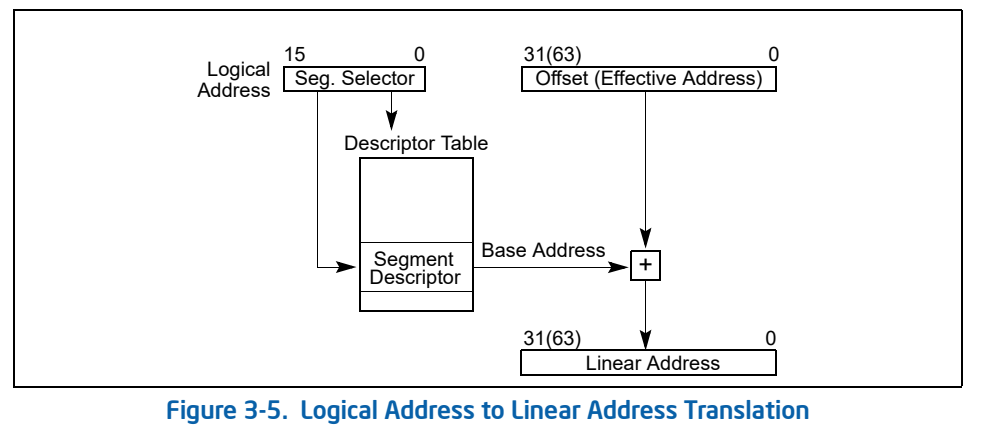 15 0
31(63) 0
Logical
Address
Seg. Selector
Offset (Effective Address)
Descriptor Table
Segment
Descriptor
Base Address
+
31(63) 0
Linear Address
Figure 3-5. Logical Address to Linear Address Translation